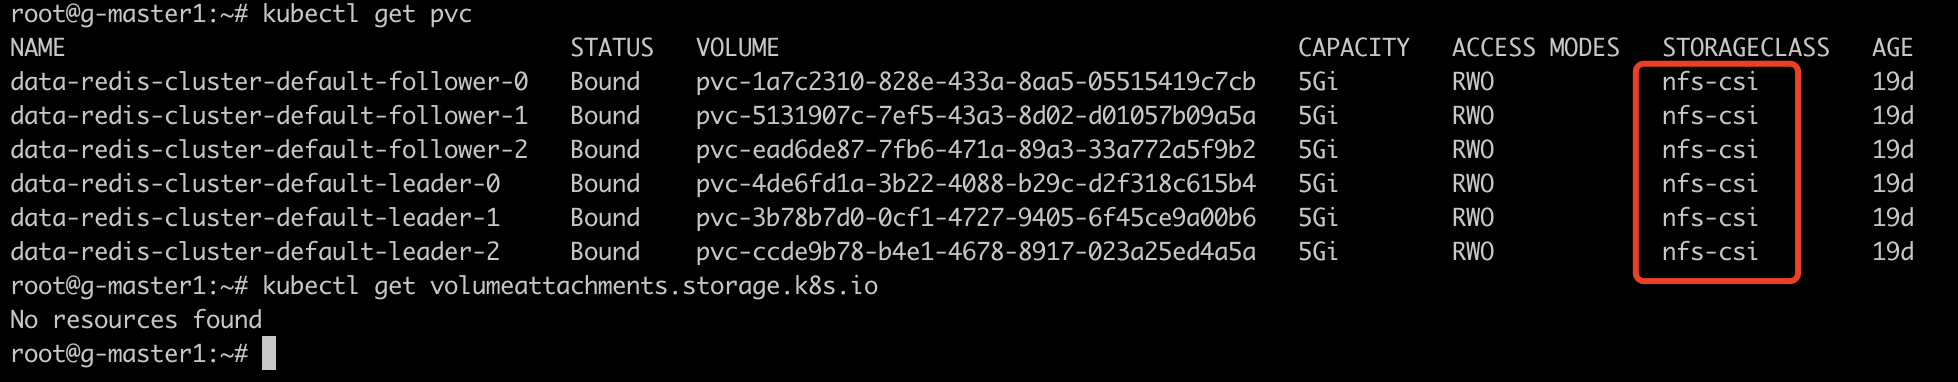 root@g-master1:~# kubectl get pvc
NAME STATUS VOLUME CAPACITY ACCESS MODES STORAGECLASS AGE
data-redis-cluster-default-follower-0 Bound pvc-1a7c2310-828e-433a-8aa5-05515419c7cb 5Gi RWO nfs-csi 19d
data-redis-cluster-default-follower-1 Bound pvc-5131907c-7ef5-43a3-8d02-d01057b09a5a 5Gi RWO nfs-csi 19d
data-redis-cluster-default-follower-2 Bound pvc-ead6de87-7fb6-471a-89a3-33a772a5f9b2 5Gi RWO nfs-csi 19d
data-redis-cluster-default-leader-0 Bound pvc-4de6fd1a-3b22-4088-b29c-d2f318c615b4 5Gi RWO nfs-csi 19d
data-redis-cluster-default-leader-1 Bound pvc-3b78b7d0-0cf1-4727-9405-6f45ce9a00b6 5Gi RWO nfs-csi 19d
data-redis-cluster-default-leader-2 Bound pvc-ccde9b78-b4e1-4678-8917-023a25ed4a5a 5Gi RWO nfs-csi 19d
root@g-master1:~# kubectl get volumeattachments.storage.k8s.io
No resources found
root@g-master1:~#